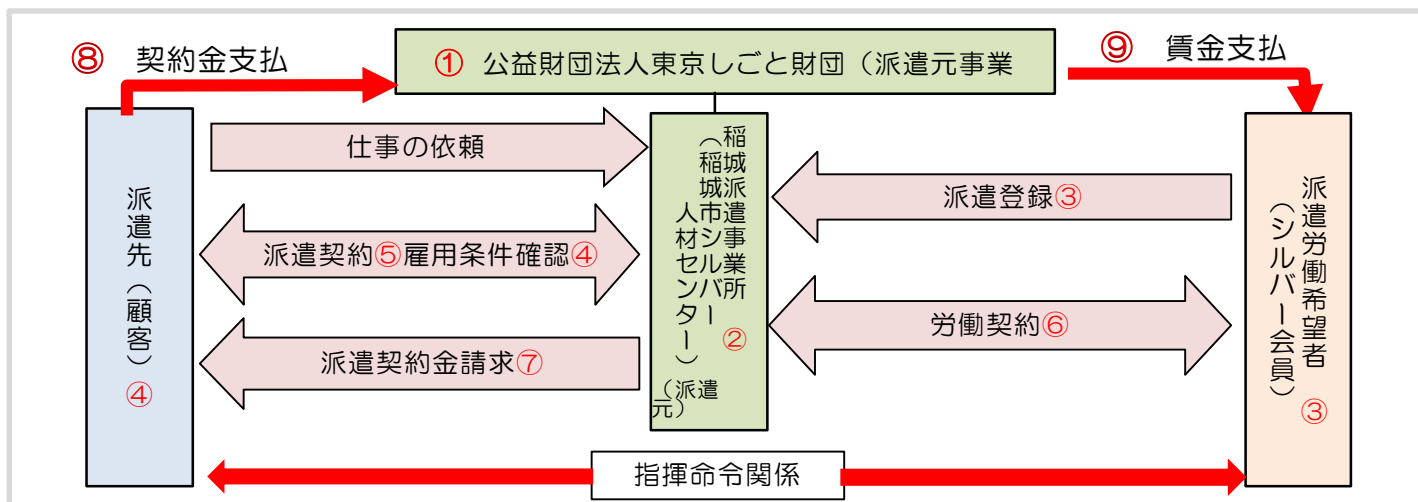 ⑧ 契約金支払
① 公益財団法人東京しごと財団（派遣元事業
⑨ 賃金支払
仕事の依頼
派遣契約⑤雇用条件確認④
派遣契約金請求⑦
派遣先（顧客）④
稲城派遣事業所
（稲城市シルバー
人材センター）②
（派遣
元）
派遣登録③
労働契約⑥
派遣労働希望者
（シルバー会員）③
指揮命令関係